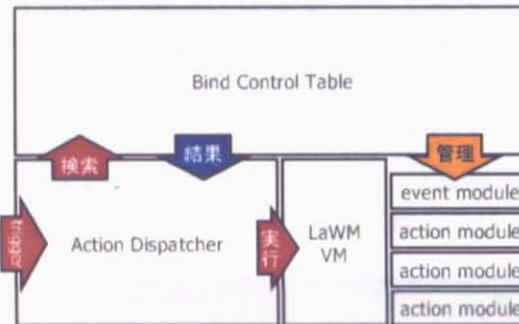 Bind Control Table
検索
結果
管理
trigger
Action Dispatcher
実行
LaWM
VM
event module
action module
action module
action module